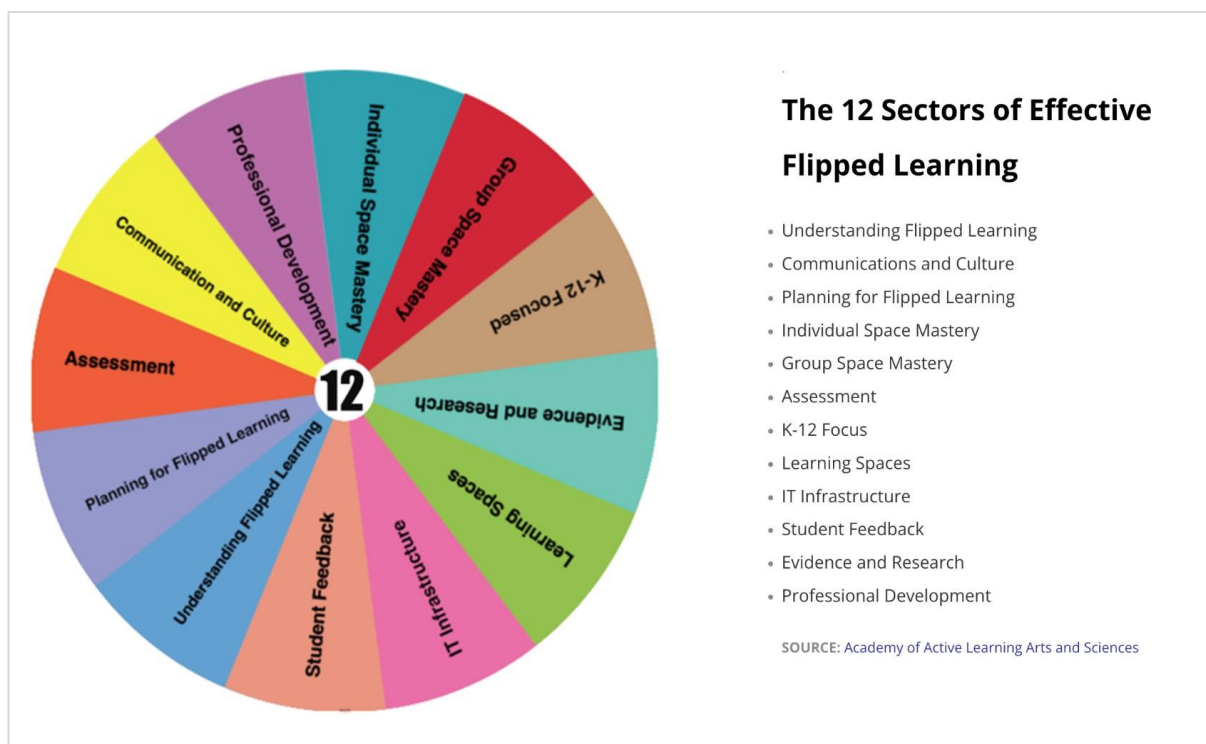 Individual Space Mastery
Group Space Mastery
K-12 Focused
Evidence and Research
Learning Spaces
IT Infrastructure
Student Feedback
Understanding Flipped Learning
Planning for Flipped Learning
Assessment
Communication and Culture
Professional Development
12
The 12 Sectors of Effective
Flipped Learning
• Understanding Flipped Learning
• Communications and Culture
• Planning for Flipped Learning
• Individual Space Mastery
• Group Space Mastery
• Assessment
• K-12 Focus
• Learning Spaces
• IT Infrastructure
• Student Feedback
• Evidence and Research
• Professional Development
SOURCE: Academy of Active Learning Arts and Sciences